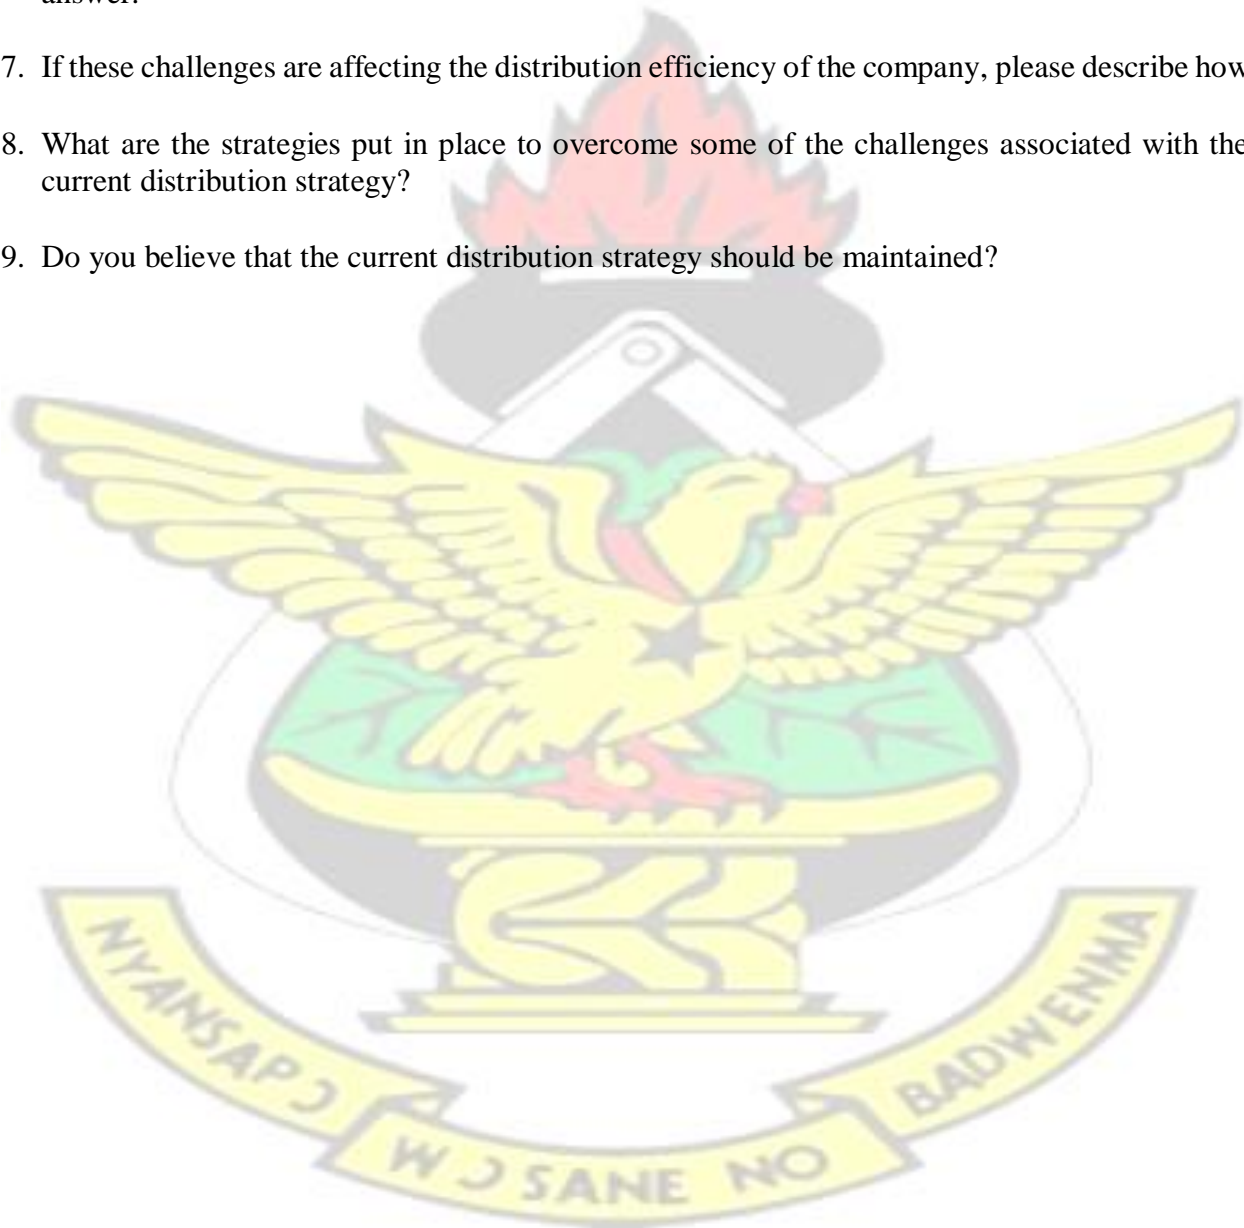 answer.
7. If these challenges are affecting the distribution efficiency of the company, please describe how
8. What are the strategies put in place to overcome some of the challenges associated with the
current distribution strategy?
9. Do you believe that the current distribution strategy should be maintained?
NYANSAPƆ
WƆ SANE NO
BADWENMA